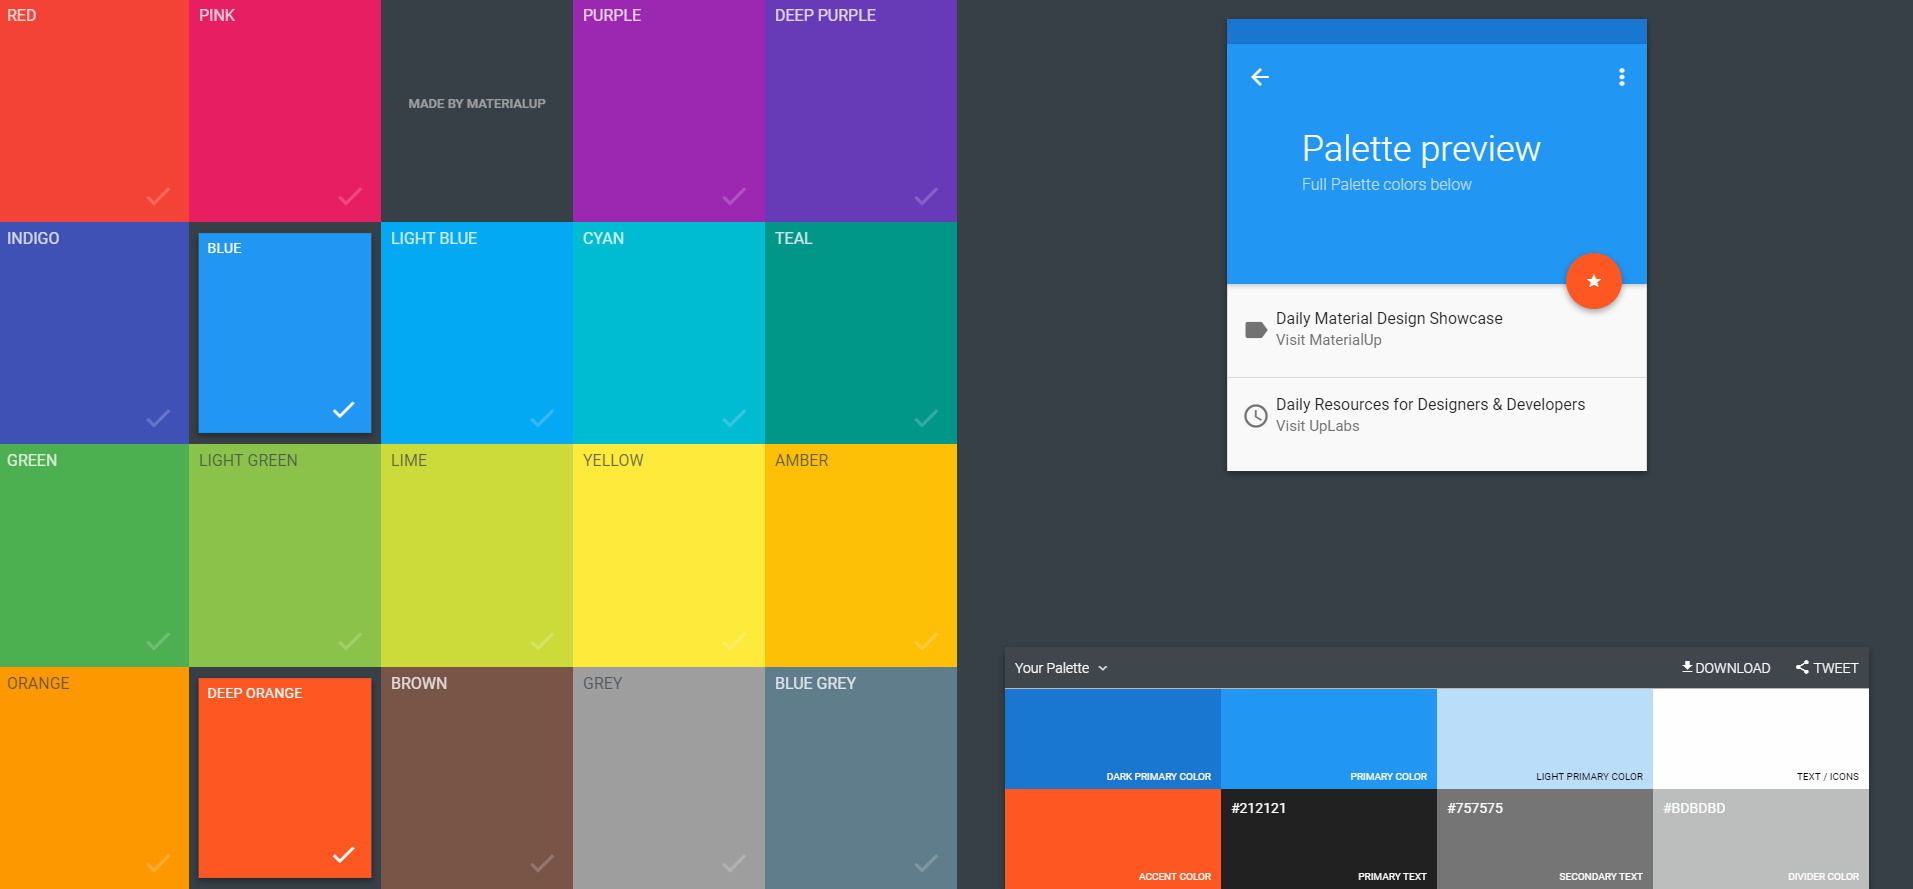 RED
PINK
MADE BY MATERIALUP
PURPLE
DEEP PURPLE
INDIGO
BLUE
LIGHT BLUE
CYAN
TEAL
GREEN
LIGHT GREEN
LIME
YELLOW
AMBER
ORANGE
DEEP ORANGE
BROWN
GREY
BLUE GREY
Palette preview
Full Palette colors below
Daily Material Design Showcase
Visit MaterialUp
Daily Resources for Designers & Developers
Visit UpLabs
Your Palette
DOWNLOAD
TWEET
DARK PRIMARY COLOR
PRIMARY COLOR
LIGHT PRIMARY COLOR
TEXT / ICONS
ACCENT COLOR
#212121
PRIMARY TEXT
#757575
SECONDARY TEXT
#BDBDBD
DIVIDER COLOR